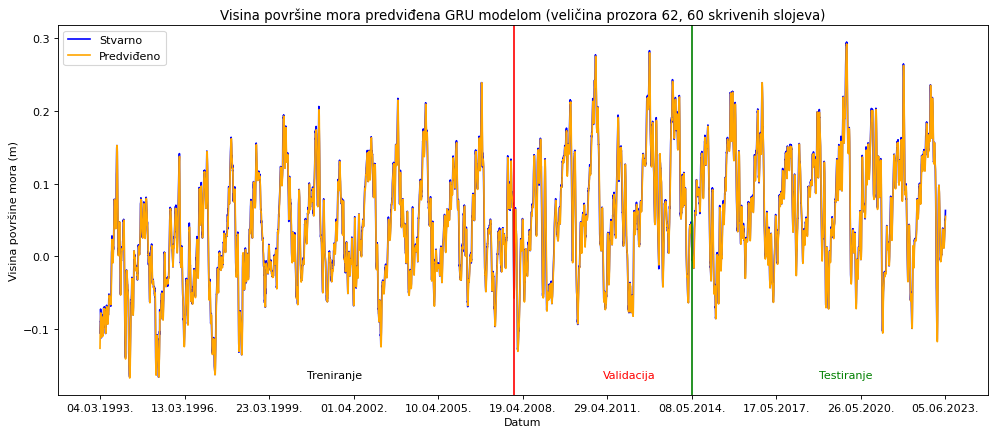 Visina površine mora predviđena GRU modelom (veličina prozora 62, 60 skrivenih slojeva)
Stvarno
Predviđeno
Visina površine mora (m)
0.3
0.2
0.1
0.0
−0.1
Treniranje
Validacija
Testiranje
04.03.1993. 13.03.1996. 23.03.1999. 01.04.2002. 10.04.2005. 19.04.2008. 29.04.2011. 08.05.2014. 17.05.2017. 26.05.2020. 05.06.2023.
Datum